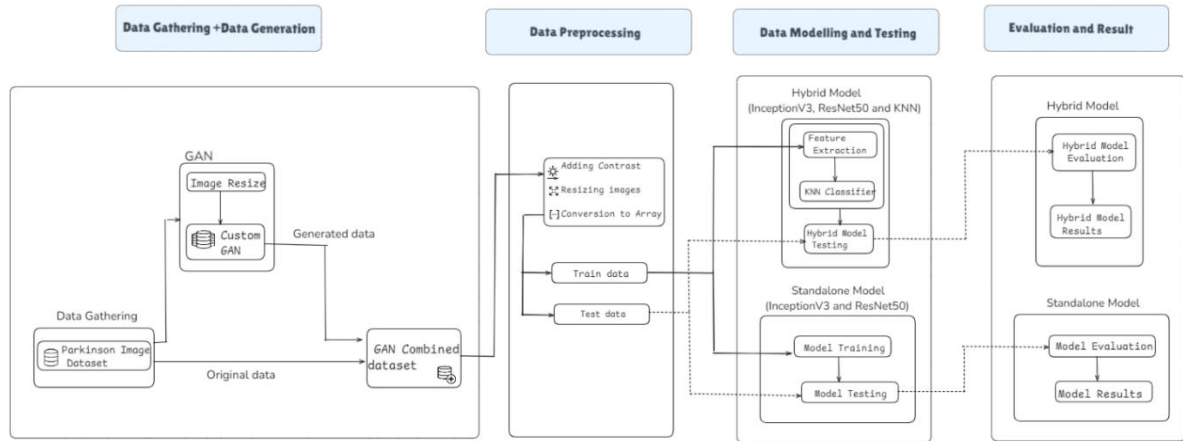 Data Gathering +Data Generation
Data Preprocessing
Data Modelling and Testing
Evaluation and Result
GAN
Image Resize
Custom
GAN
Generated data
Data Gathering
Parkinson Image
Dataset
Original data
GAN Combined
dataset
Adding Contrast
Resizing images
Conversion to Array
Train data
Test data
Hybrid Model
(InceptionV3, ResNet50 and KNN)
Feature
Extraction
KNN Classifier
Hybrid Model
Testing
Standalone Model
(InceptionV3 and ResNet50)
Model Training
Model Testing
Hybrid Model
Hybrid Model
Evaluation
Hybrid Model
Results
Standalone Model
Model Evaluation
Model Results